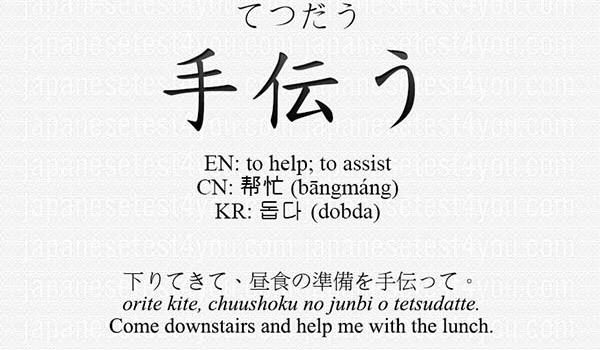 てつだう
手伝う
EN: to help; to assist
CN: 帮忙 (bāngmáng)
KR: 돕다 (dobda)
下りてきて、昼食の準備を手伝って。
orite kite, chuushoku no junbi o tetsudatte.
Come downstairs and help me with the lunch.
japanesetest4you.com